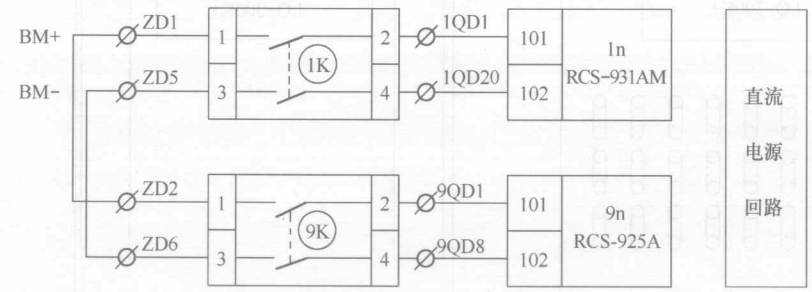 BM+
ZD1
1
1K
2
1QD1
101
1n
RCS-931AM
BM-
ZD5
3
4
1QD20
102
直流
电源
回路
ZD2
1
9K
2
9QD1
101
9n
RCS-925A
ZD6
3
4
9QD8
102